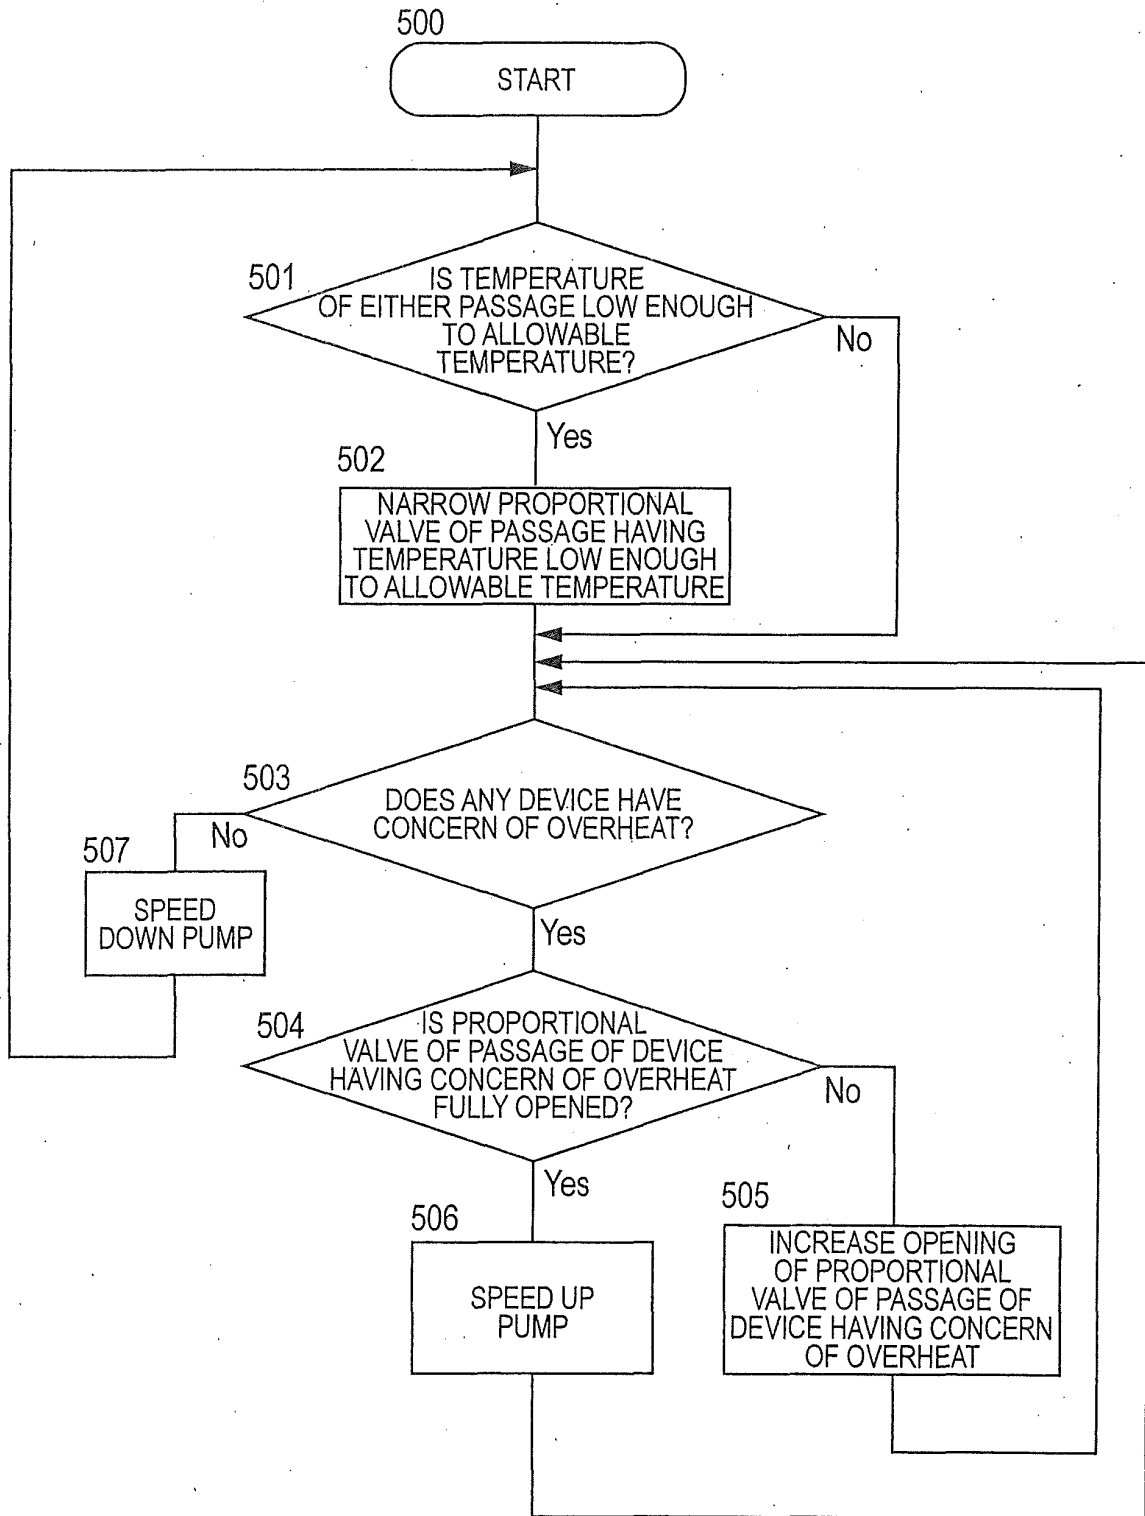 500
START
501
IS TEMPERATURE
OF EITHER PASSAGE LOW ENOUGH
TO ALLOWABLE
TEMPERATURE?
No
Yes
502
NARROW PROPORTIONAL
VALVE OF PASSAGE HAVING
TEMPERATURE LOW ENOUGH
TO ALLOWABLE TEMPERATURE
503
DOES ANY DEVICE HAVE
CONCERN OF OVERHEAT?
No
507
SPEED
DOWN PUMP
Yes
504
IS PROPORTIONAL
VALVE OF PASSAGE OF DEVICE
HAVING CONCERN OF OVERHEAT
FULLY OPENED?
No
Yes
505
INCREASE OPENING
OF PROPORTIONAL
VALVE OF PASSAGE OF
DEVICE HAVING CONCERN
OF OVERHEAT
506
SPEED UP
PUMP